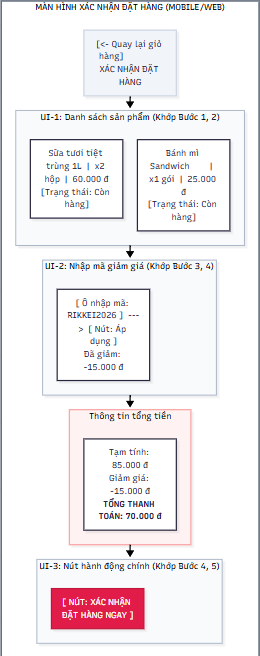 MÀN HÌNH XÁC NHẬN ĐẶT HÀNG (MOBILE/WEB)
[<- Quay lại giỏ
hàng]
XÁC NHẬN ĐẶT
HÀNG
UI-1: Danh sách sản phẩm (Khớp Bước 1, 2)
Sữa tươi tiệt
trùng 1L | x2
hộp | 60.000 đ
[Trạng thái: Còn
hàng]
Bánh mì
Sandwich |
x1 gói | 25.000
đ
[Trạng thái: Còn
hàng]
UI-2: Nhập mã giảm giá (Khớp Bước 3, 4)
[ Ô nhập mã:
RIKKEI2026 ] ---
> [ Nút: Áp
dụng ]
Đã giảm:
-15.000 đ
Thông tin tổng tiền
Tạm tính:
85.000 đ
Giảm giá:
-15.000 đ
TỔNG THANH
TOÁN: 70.000 đ
UI-3: Nút hành động chính (Khớp Bước 4, 5)
[ NÚT: XÁC NHẬN
ĐẶT HÀNG NGAY ]